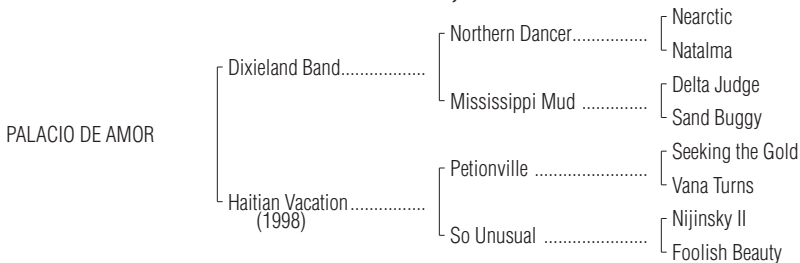 Nearctic
Northern Dancer................
Natalma
Dixieland Band..................
Delta Judge
Mississippi Mud ..............
Sand Buggy
PALACIO DE AMOR
Seeking the Gold
Petionville ........................
Vana Turns
Haitian Vacation................
(1998)
Nijinsky II
So Unusual ......................
Foolish Beauty